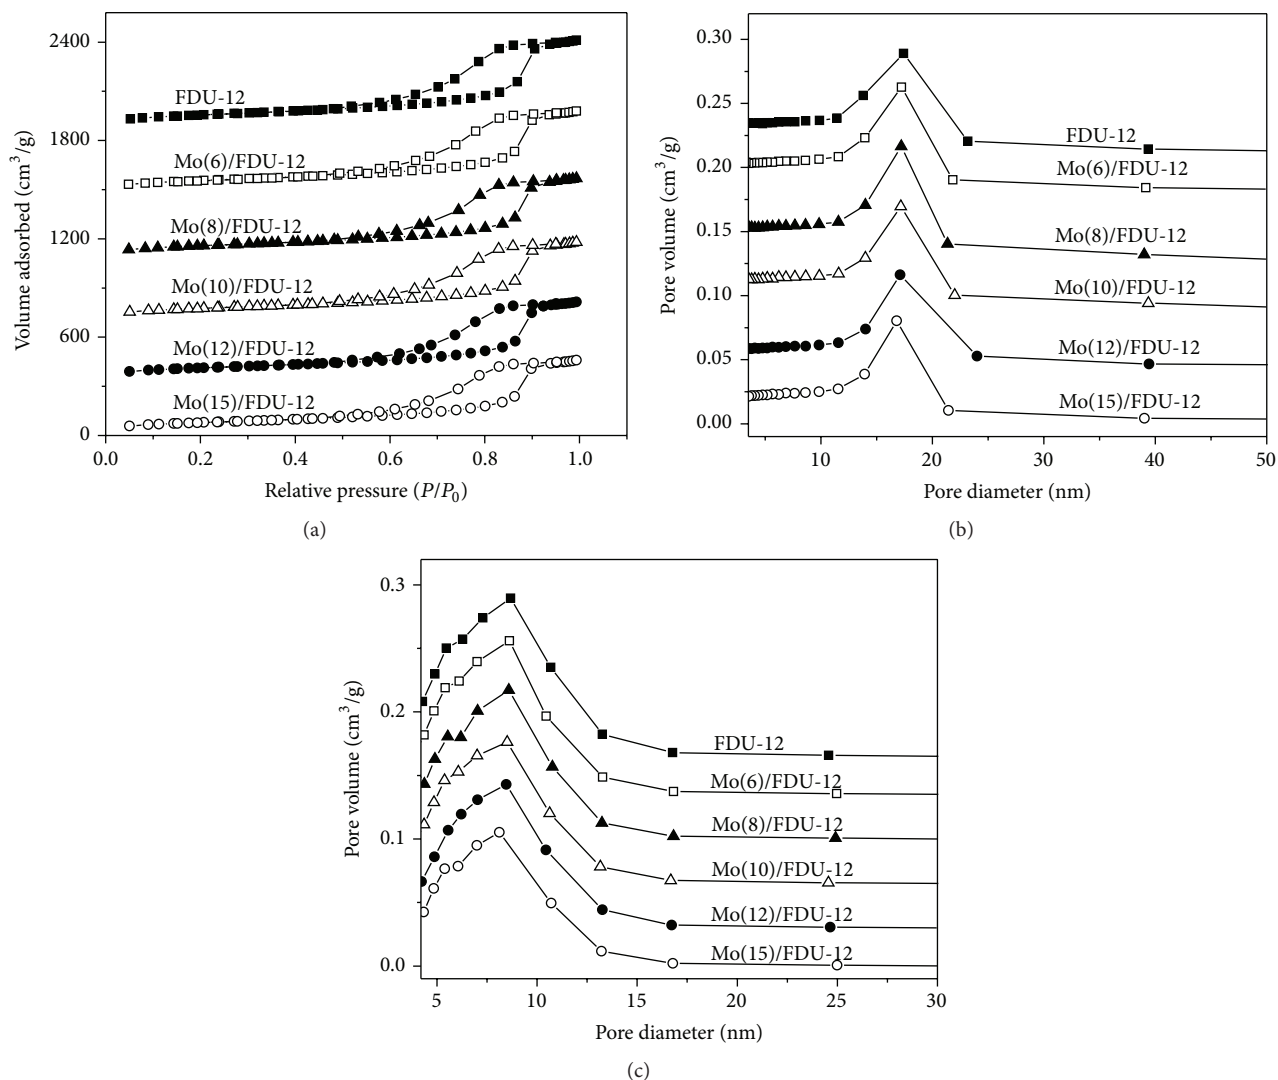 2400
1800
1200
600
0
Volume adsorbed (cm³/g)
FDU-12
Mo(6)/FDU-12
Mo(8)/FDU-12
Mo(10)/FDU-12
Mo(12)/FDU-12
Mo(15)/FDU-12
0.0 0.2 0.4 0.6 0.8 1.0
Relative pressure (P/P₀)
(a)
0.30
0.25
0.20
0.15
0.10
0.05
0.00
Pore volume (cm³/g)
FDU-12
Mo(6)/FDU-12
Mo(8)/FDU-12
Mo(10)/FDU-12
Mo(12)/FDU-12
Mo(15)/FDU-12
10 20 30 40 50
Pore diameter (nm)
(b)
0.3
0.2
0.1
0.0
Pore volume (cm³/g)
FDU-12
Mo(6)/FDU-12
Mo(8)/FDU-12
Mo(10)/FDU-12
Mo(12)/FDU-12
Mo(15)/FDU-12
5 10 15 20 25 30
Pore diameter (nm)
(c)